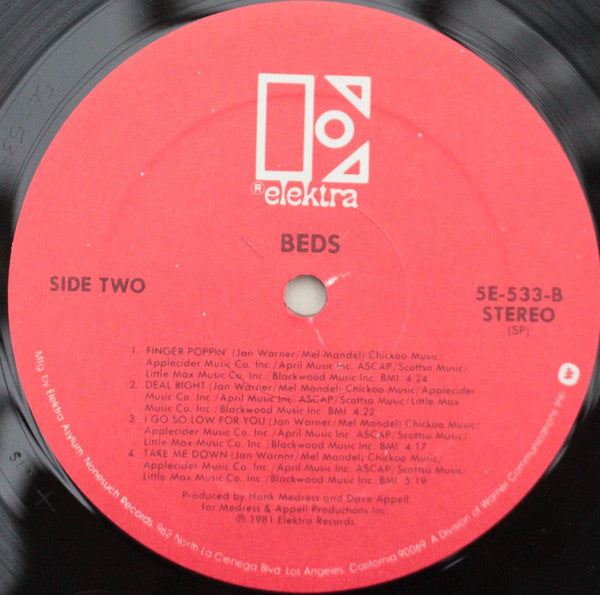 ®elektra
BEDS
SIDE TWO
5E-533-B
STEREO
(SP)
1. FINGER POPPIN' (Jan Warner/Mel Mandel) Chickoo Music/
Applecider Music Co. Inc./April Music Inc. ASCAP/Scottso Music/
Little Max Music Co. Inc./Blackwood Music Inc. BMI 4:24
2. DEAL RIGHT (Jan Warner/Mel Mandel) Chickoo Music/Applecider
Music Co. Inc./April Music Inc. ASCAP/Scottso Music/Little Max
Music Co. Inc./Blackwood Music Inc. BMI 4:22
3. I GO SO LOW FOR YOU (Jan Warner/Mel Mandel) Chickoo Music/
Applecider Music Co. Inc./April Music Inc. ASCAP/Scottso Music/
Little Max Music Co. Inc./Blackwood Music Inc. BMI 4:17
4. TAKE ME DOWN (Jan Warner/Mel Mandel) Chickoo Music/
Applecider Music Co. Inc./April Music Inc. ASCAP/Scottso Music/
Little Max Music Co. Inc./Blackwood Music Inc. BMI 5:19
Produced by Hank Medress and Dave Appell
for Medress & Appell Productions Inc.
℗ 1981 Elektra Records
Mfg. by Elektra/Asylum/Nonesuch Records, 962 North La Cienega Blvd. Los Angeles, California 90069. A Division of Warner Communications Inc.